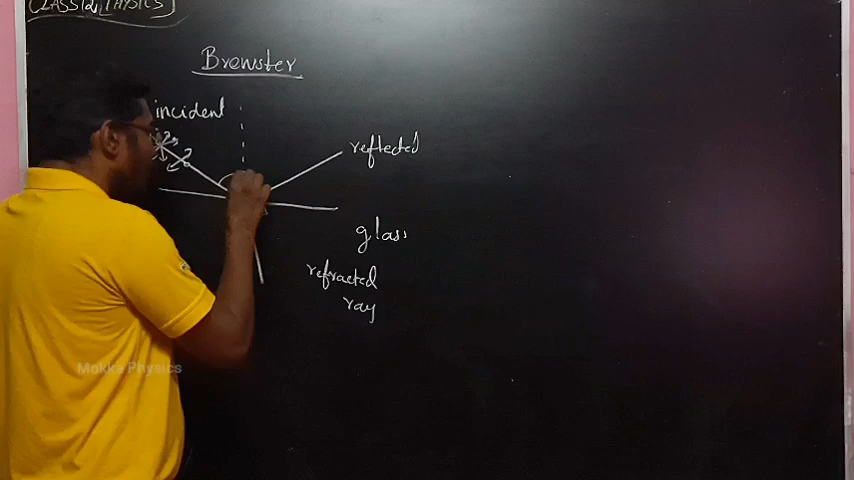 CLASS 12 PHYSICS
Brewster
incident
reflected
glass
refracted
ray
Mokka Physics